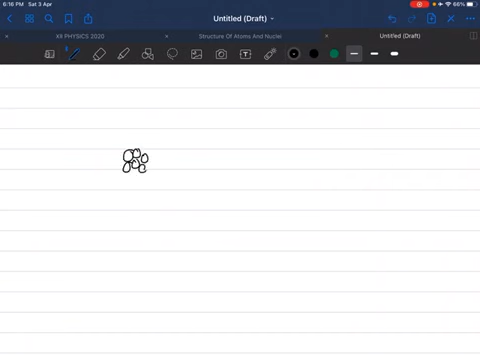 6:16 PM Sat 3 Apr
66%
Untitled (Draft)
XII PHYSICS 2020
Structure Of Atoms And Nuclei
Untitled (Draft)